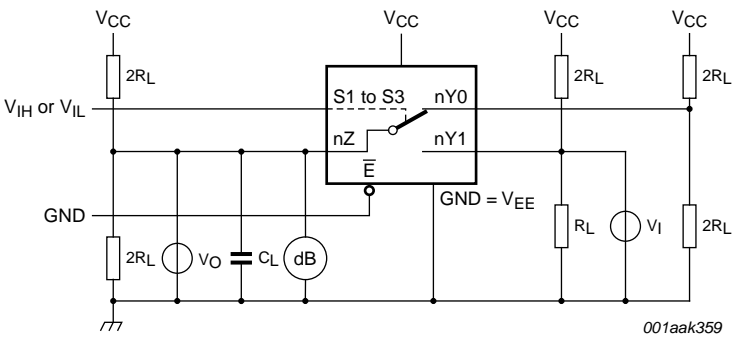 VCC VCC VCC VCC
2RL 2RL 2RL
VIH or VIL S1 to S3 nY0
nZ nY1
E̅
GND GND = VEE
2RL VO CL dB RL VI 2RL
001aak359